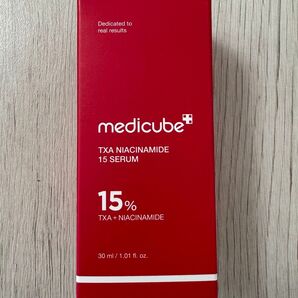 Dedicated to
real results
medicube
TXA NIACINAMIDE
15 SERUM
15%
TXA + NIACINAMIDE
30 ml / 1.01 fl. oz.